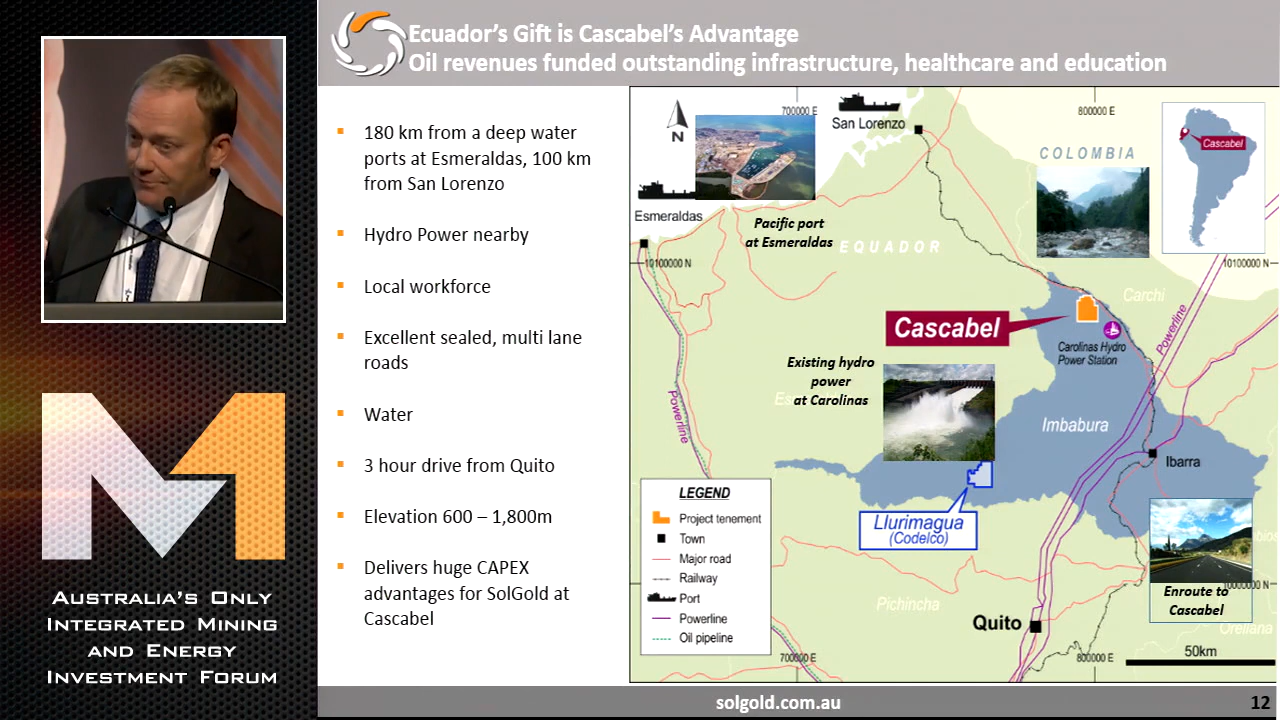 Ecuador's Gift is Cascabel's Advantage
Oil revenues funded outstanding infrastructure, healthcare and education
180 km from a deep water
ports at Esmeraldas, 100 km
from San Lorenzo
Hydro Power nearby
Local workforce
Excellent sealed, multi lane
roads
Water
3 hour drive from Quito
Elevation 600 – 1,800m
Delivers huge CAPEX
advantages for SolGold at
Cascabel
N
700000 E
800000 E
San Lorenzo
COLOMBIA
Cascabel
Esmeraldas
Pacific port
at Esmeraldas
EQUADOR
10100000 N
10100000 N
Carchi
Cascabel
Carolinas Hydro
Power Station
Powerline
Existing hydro
power
at Carolinas
Powerline
Imbabura
Ibarra
LEGEND
Project tenement
Town
Major road
Railway
Port
Powerline
Oil pipeline
Llurimagua
(Codelco)
Enroute to
Cascabel
Pichincha
Quito
Orellana
700000 E
800000 E
50km
AUSTRALIA'S ONLY
INTEGRATED MINING
AND ENERGY
INVESTMENT FORUM
solgold.com.au
12